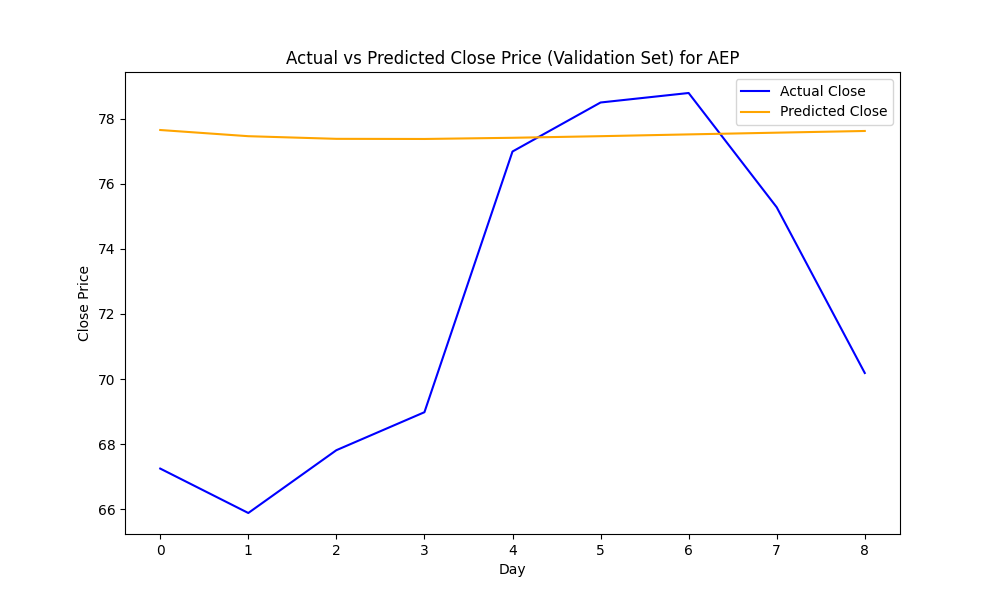 Actual vs Predicted Close Price (Validation Set) for AEP
Actual Close
Predicted Close
Close Price
78
76
74
72
70
68
66
0 1 2 3 4 5 6 7 8
Day